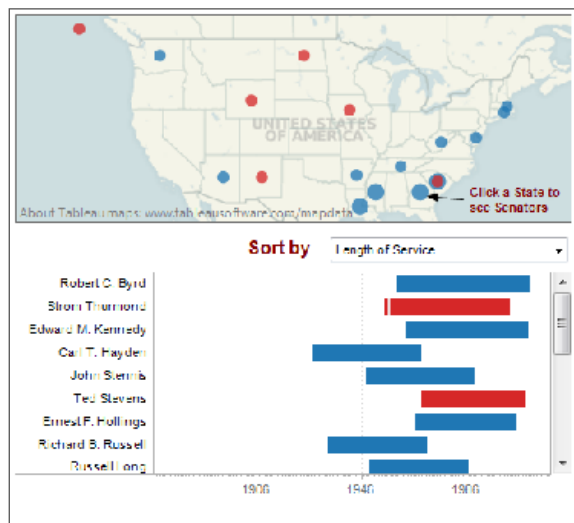 UNITED STATES
OF AMERICA
Click a State to
see Senators
About Tableau maps: www.tableausoftware.com/mapdata
Sort by
Length of Service
Robert C. Byrd
Strom Thurmond
Edward M. Kennedy
Carl T. Hayden
John Stennis
Ted Stevens
Ernest F. Hollings
Richard B. Russell
Russell Long
1906
1946